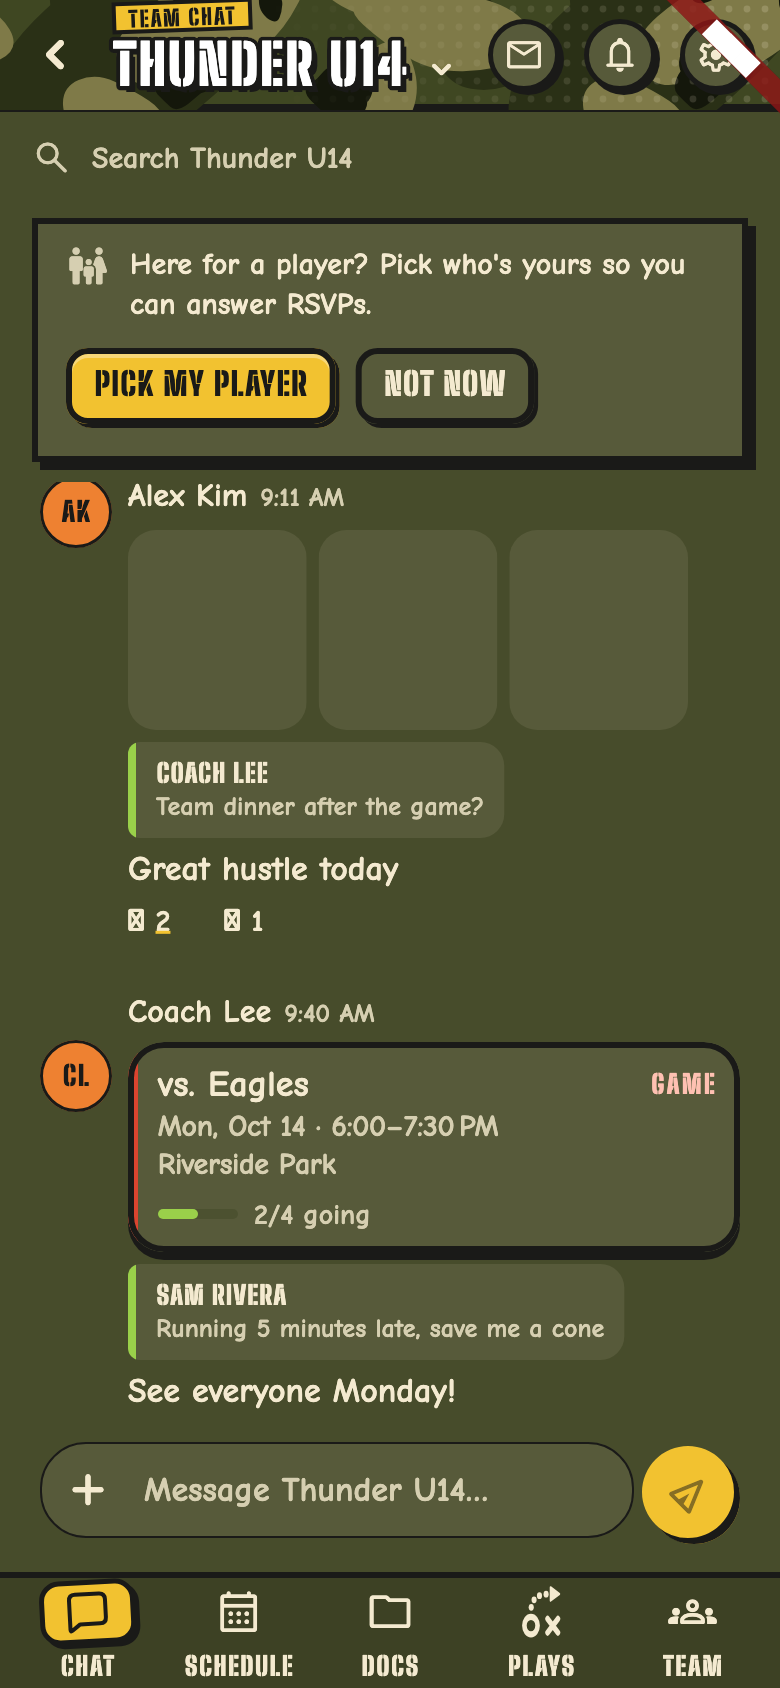 TEAM CHAT
THUNDER U14
Search Thunder U14
Here for a player? Pick who's yours so you
can answer RSVPs.
PICK MY PLAYER
NOT NOW
AK
Alex Kim 9:11 AM
COACH LEE
Team dinner after the game?
Great hustle today
2 1
Coach Lee 9:40 AM
CL
vs. Eagles
GAME
Mon, Oct 14 · 6:00–7:30 PM
Riverside Park
2/4 going
SAM RIVERA
Running 5 minutes late, save me a cone
See everyone Monday!
Message Thunder U14...
CHAT
SCHEDULE
DOCS
PLAYS
TEAM